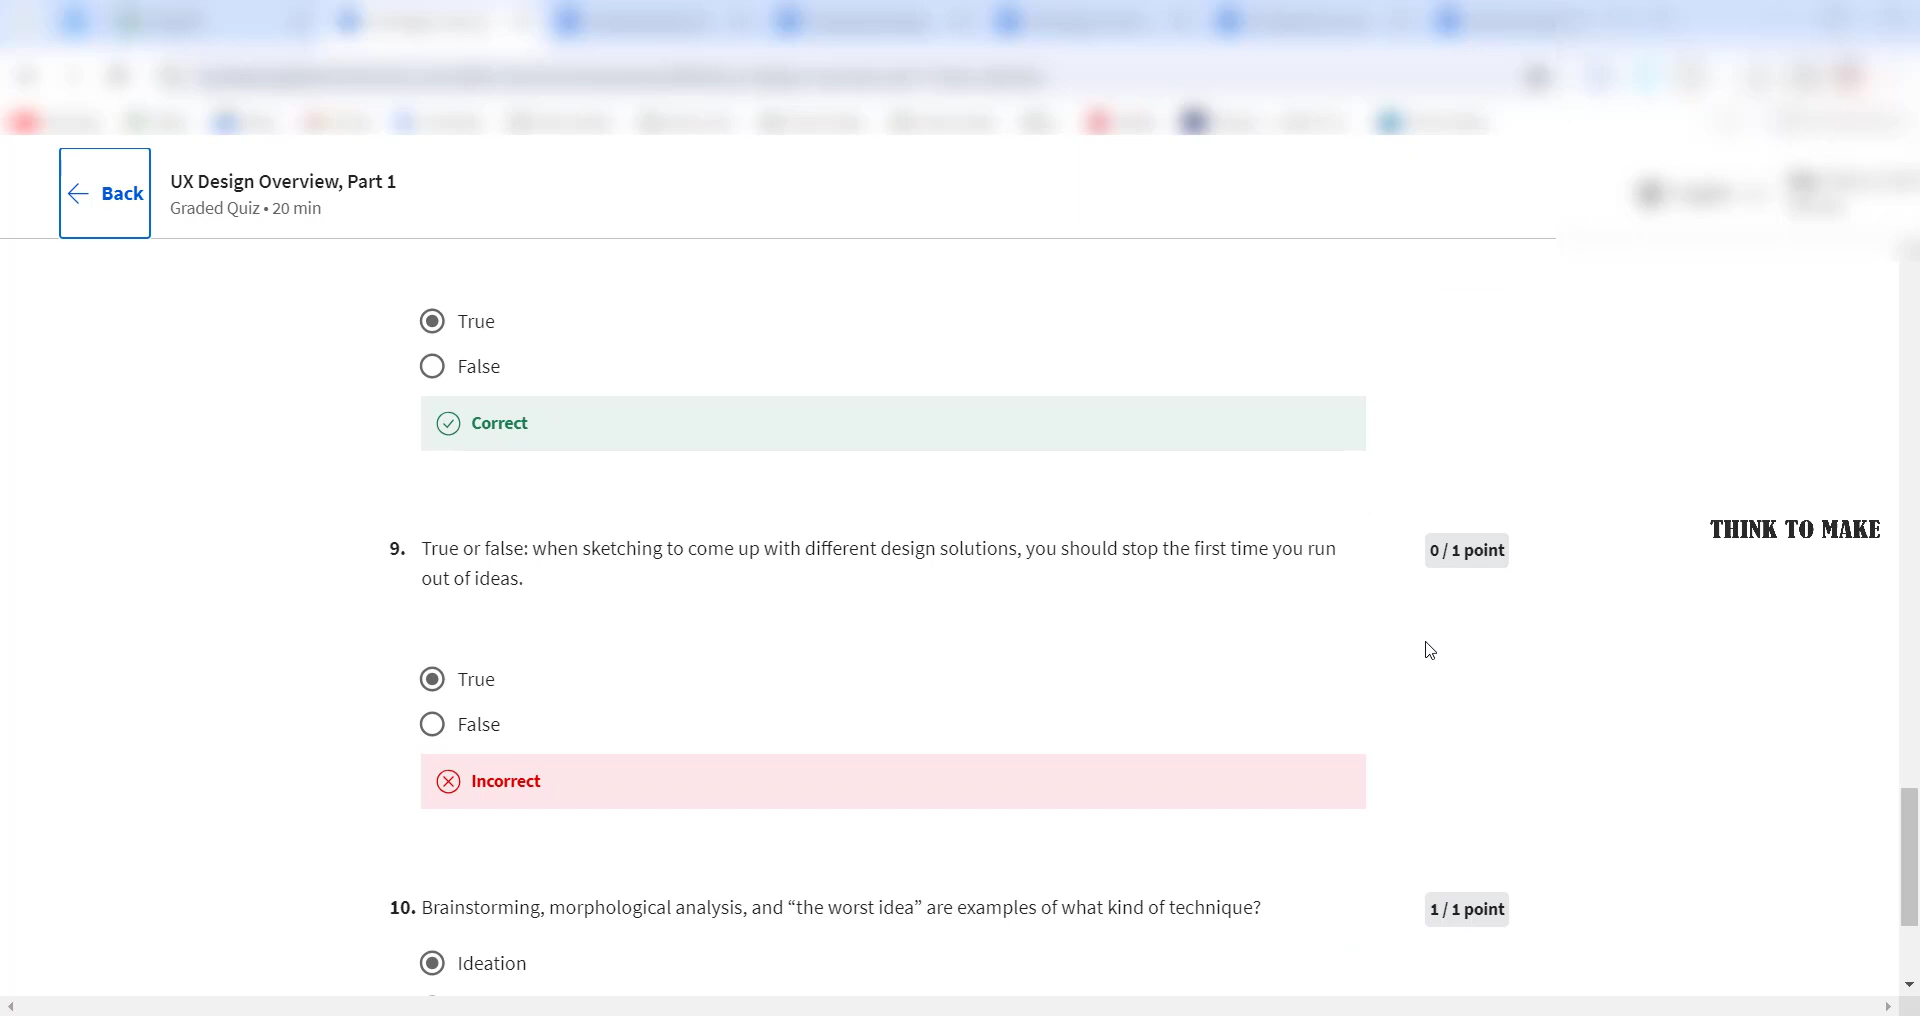 Back
UX Design Overview, Part 1
Graded Quiz • 20 min
True
False
Correct
9. True or false: when sketching to come up with different design solutions, you should stop the first time you run
out of ideas.
0 / 1 point
THINK TO MAKE
True
False
Incorrect
10. Brainstorming, morphological analysis, and “the worst idea” are examples of what kind of technique?
1 / 1 point
Ideation